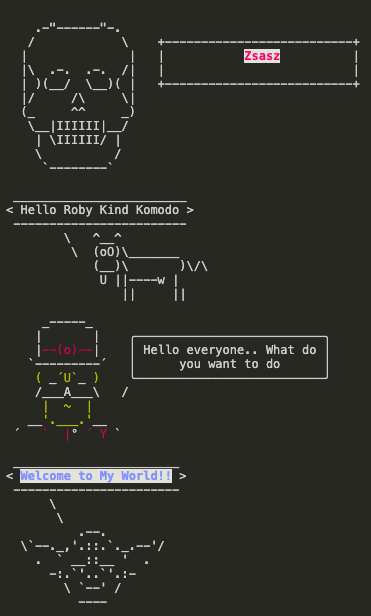 Zsasz
< Hello Roby Kind Komodo >
Hello everyone.. What do
you want to do
< Welcome to My World!! >